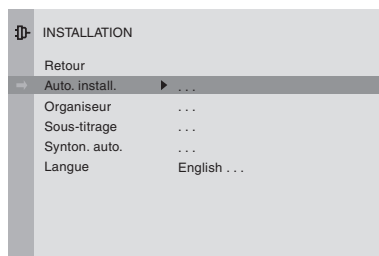 INSTALLATION
Retour
Auto. install. ...
Organiseur ...
Sous-titrage ...
Synton. auto. ...
Langue English ...